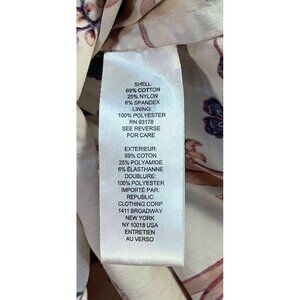 SHELL:
69% COTTON
25% NYLON
6% SPANDEX
LINING:
100% POLYESTER
RN 93178
SEE REVERSE
FOR CARE
EXTERIEUR:
69% COTON
25% POLYAMIDE
6% ÉLASTHANNE
DOUBLURE:
100% POLYESTER
IMPORTÉ PAR:
REPUBLIC
CLOTHING CORP
1411 BROADWAY
NEW YORK
NY 10018 USA
ENTRETIEN
AU VERSO